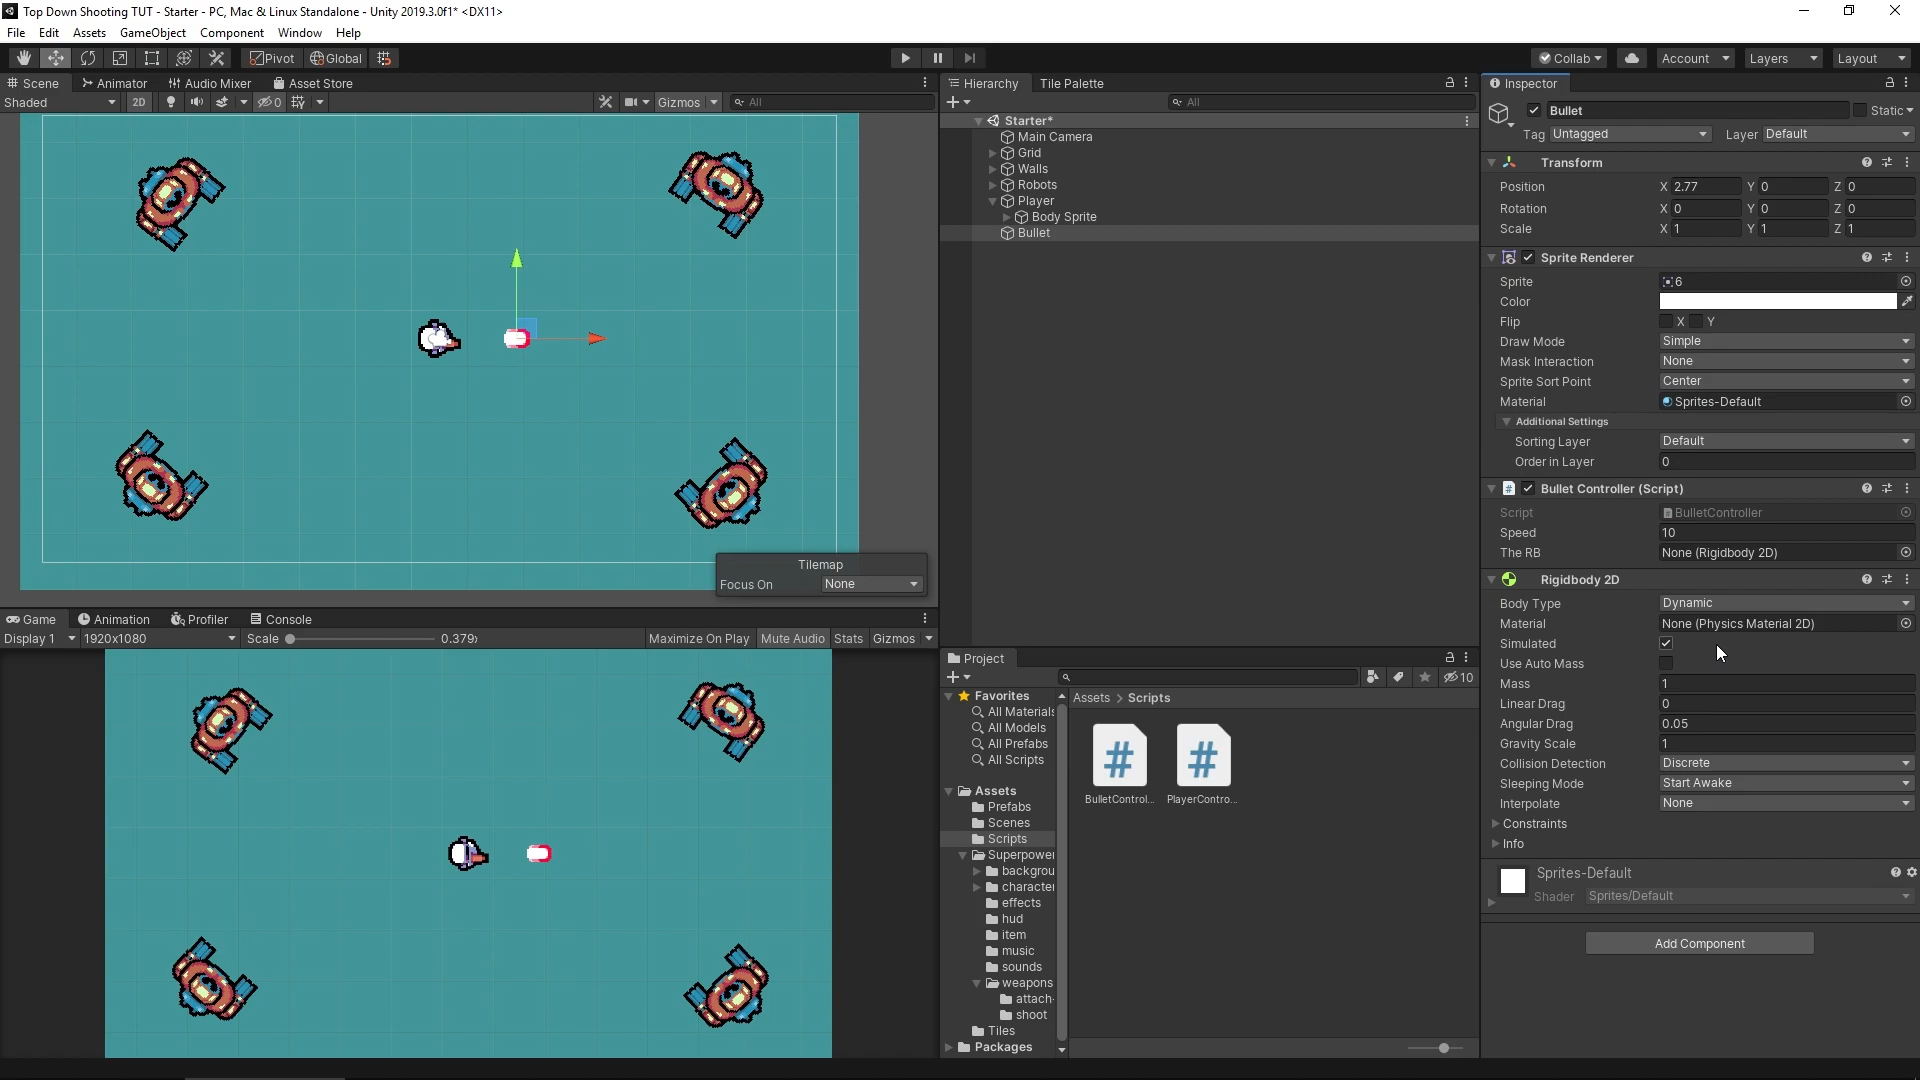 Top Down Shooting TUT - Starter - PC, Mac & Linux Standalone - Unity 2019.3.0f1* <DX11>
File Edit Assets GameObject Component Window Help
Pivot Global Collab Account Layers Layout
Scene Animator Audio Mixer Asset Store
Shaded 2D 0 Gizmos All
Tilemap
Focus On None
Game Animation Profiler Console
Display 1 1920x1080 Scale 0.379 Maximize On Play Mute Audio Stats Gizmos
Hierarchy Tile Palette
All
Starter*
Main Camera
Grid
Walls
Robots
Player
Body Sprite
Bullet
Project
10
Favorites
All Materials
All Models
All Prefabs
All Scripts
Assets
Prefabs
Scenes
Scripts
Superpower
backgrou
character
effects
hud
item
music
sounds
weapons
attach-
shoot
Tiles
Packages
Assets > Scripts
BulletControl... PlayerContro...
Inspector
Bullet Static
Tag Untagged Layer Default
Transform
Position X 2.77 Y 0 Z 0
Rotation X 0 Y 0 Z 0
Scale X 1 Y 1 Z 1
Sprite Renderer
Sprite 6
Color
Flip X Y
Draw Mode Simple
Mask Interaction None
Sprite Sort Point Center
Material Sprites-Default
Additional Settings
Sorting Layer Default
Order in Layer 0
Bullet Controller (Script)
Script BulletController
Speed 10
The RB None (Rigidbody 2D)
Rigidbody 2D
Body Type Dynamic
Material None (Physics Material 2D)
Simulated
Use Auto Mass
Mass 1
Linear Drag 0
Angular Drag 0.05
Gravity Scale 1
Collision Detection Discrete
Sleeping Mode Start Awake
Interpolate None
Constraints
Info
Sprites-Default
Shader Sprites/Default
Add Component